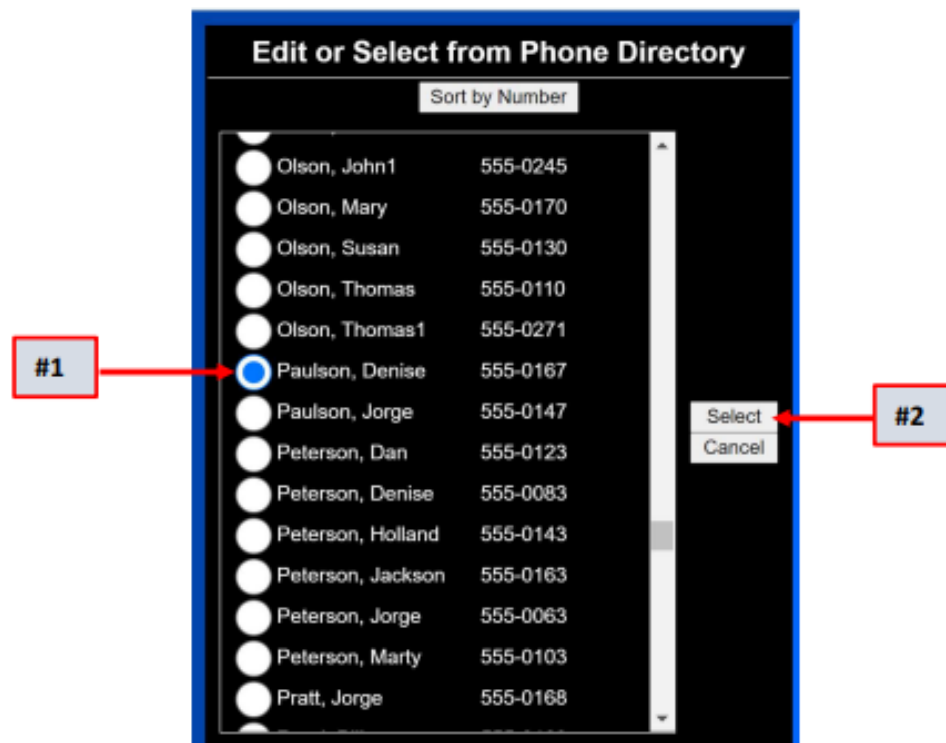 Edit or Select from Phone Directory
Sort by Number
Olson, John1 555-0245
Olson, Mary 555-0170
Olson, Susan 555-0130
Olson, Thomas 555-0110
Olson, Thomas1 555-0271
#1
Paulson, Denise 555-0167
Paulson, Jorge 555-0147
Select
#2
Peterson, Dan 555-0123
Cancel
Peterson, Denise 555-0083
Peterson, Holland 555-0143
Peterson, Jackson 555-0163
Peterson, Jorge 555-0063
Peterson, Marty 555-0103
Pratt, Jorge 555-0168